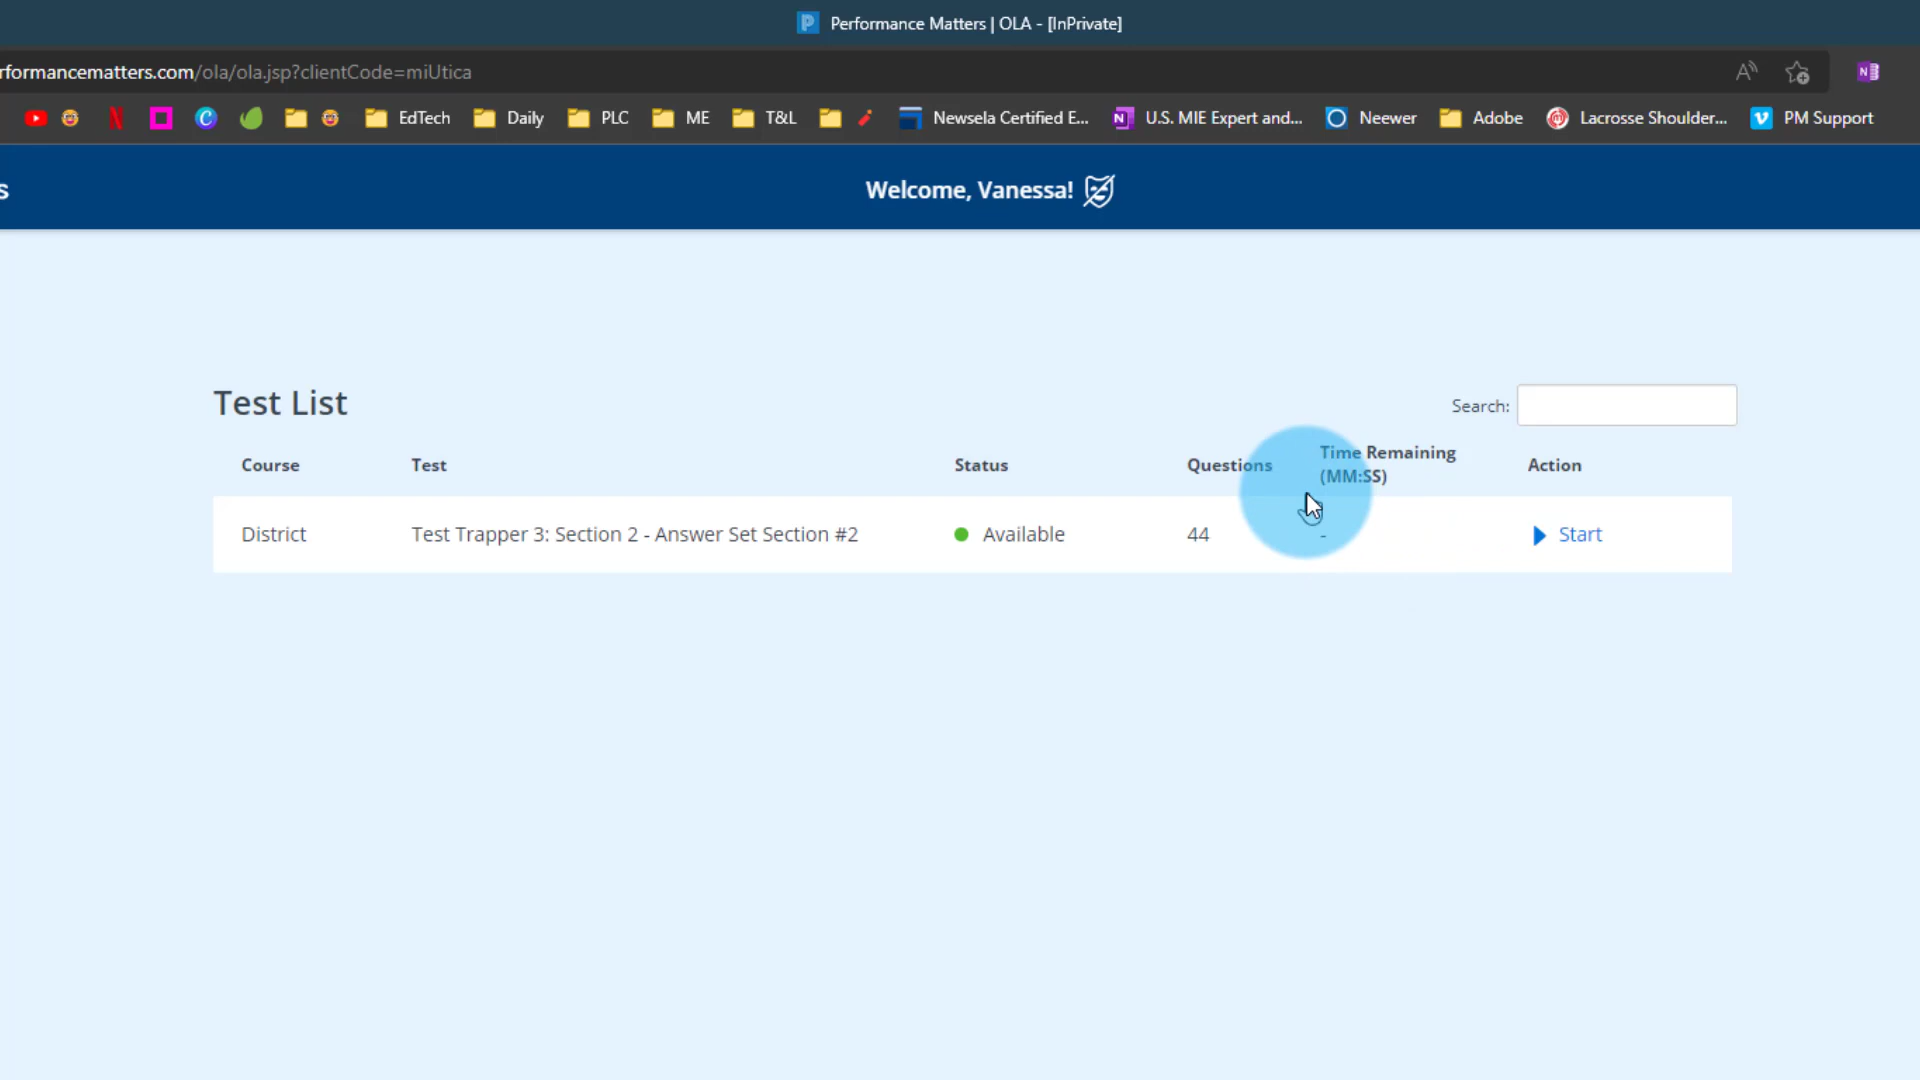 Performance Matters | OLA - [InPrivate]
rformancematters.com/ola/ola.jsp?clientCode=miUtica
EdTech Daily PLC ME T&L Newsela Certified E... U.S. MIE Expert and... Neewer Adobe Lacrosse Shoulder... PM Support
s Welcome, Vanessa!
Test List
Search:
Course Test Status Questions Time Remaining (MM:SS) Action
District Test Trapper 3: Section 2 - Answer Set Section #2 Available 44 - Start